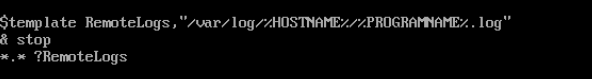 $template RemoteLogs,"/var/log/%HOSTNAME%/%PROGRAMNAME%.log"
& stop
*.* ?RemoteLogs